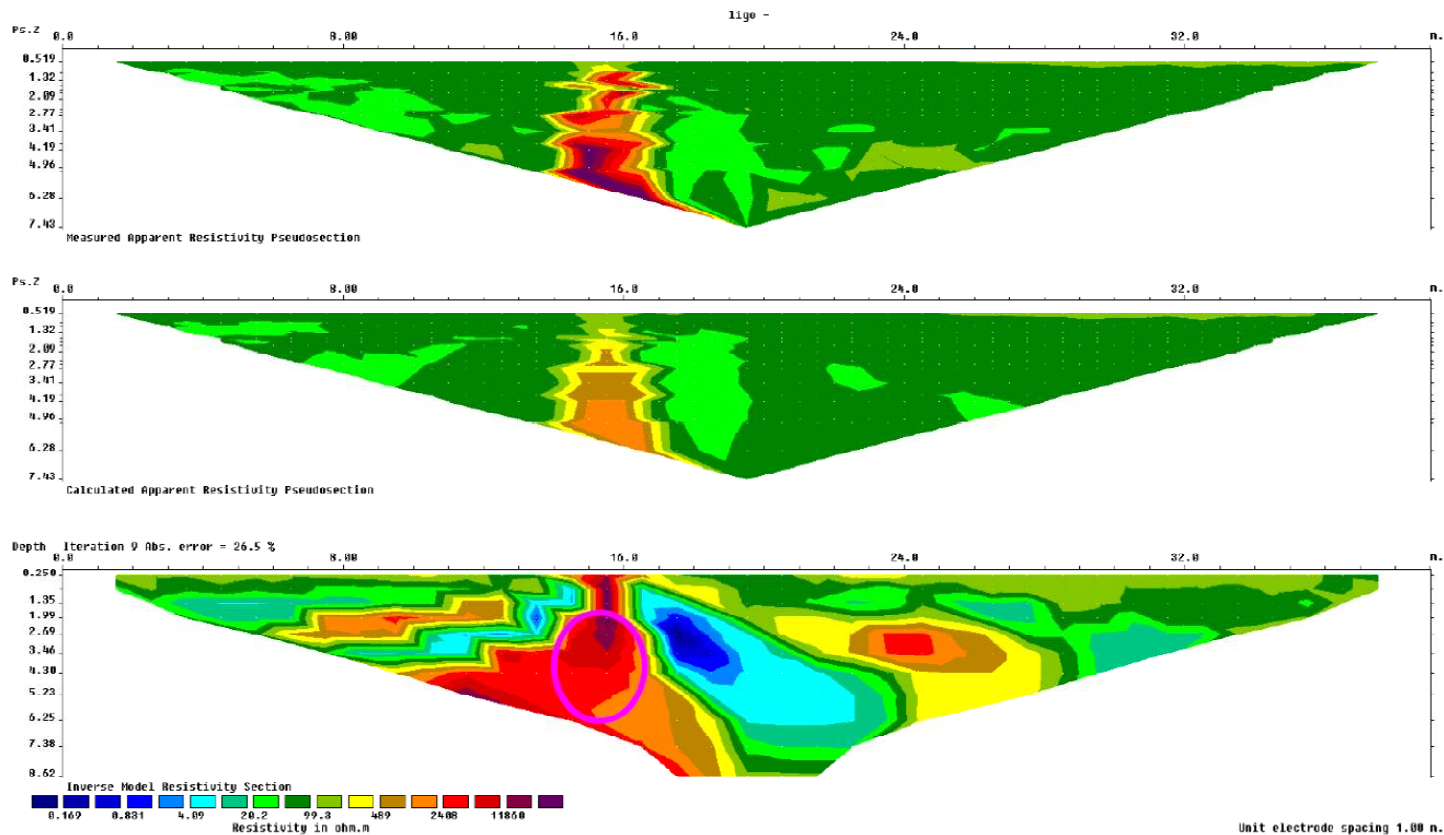 ligo -
Ps.Z 0.0 8.00 16.0 24.0 32.0 m.
0.519
1.32
2.09
2.77
3.41
4.19
4.96
6.28
7.43
Measured Apparent Resistivity Pseudosection
Ps.Z 0.0 8.00 16.0 24.0 32.0 m.
0.519
1.32
2.09
2.77
3.41
4.19
4.96
6.28
7.43
Calculated Apparent Resistivity Pseudosection
Depth Iteration 9 Abs. error = 26.5 %
0.0 8.00 16.0 24.0 32.0 m.
0.250
1.35
1.99
2.69
3.46
4.30
5.23
6.25
7.38
8.62
Inverse Model Resistivity Section
0.169 0.831 4.09 20.2 99.3 489 2408 11860
Resistivity in ohm.m
Unit electrode spacing 1.00 m.